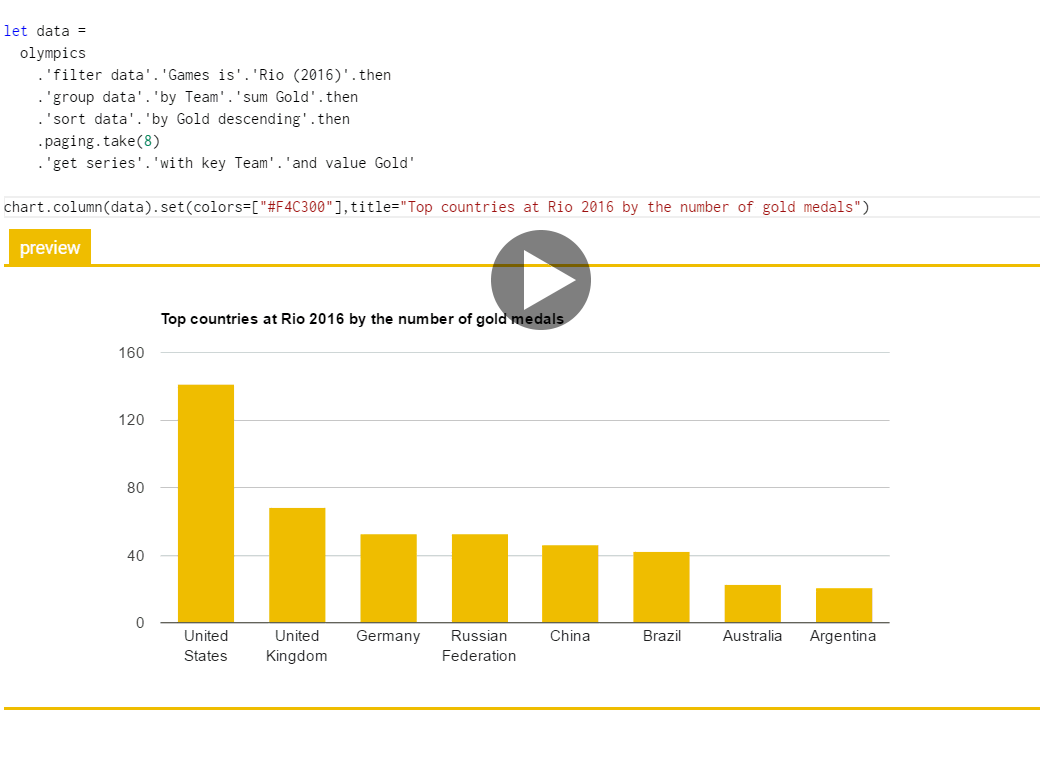 let data =
  olympics
    .'filter data'.'Games is'.'Rio (2016)'.then
    .'group data'.'by Team'.'sum Gold'.then
    .'sort data'.'by Gold descending'.then
    .paging.take(8)
    .'get series'.'with key Team'.'and value Gold'
chart.column(data).set(colors=["#F4C300"],title="Top countries at Rio 2016 by the number of gold medals")
preview
Top countries at Rio 2016 by the number of gold medals
160
120
80
40
0
United States
United Kingdom
Germany
Russian Federation
China
Brazil
Australia
Argentina